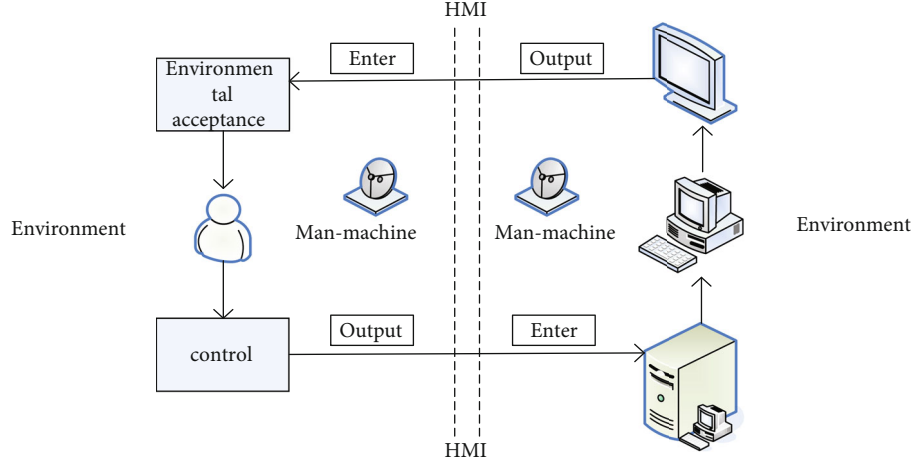 HMI
Enter
Output
Environmen
tal
acceptance
Environment
Man-machine
Man-machine
Environment
Output
Enter
control
HMI